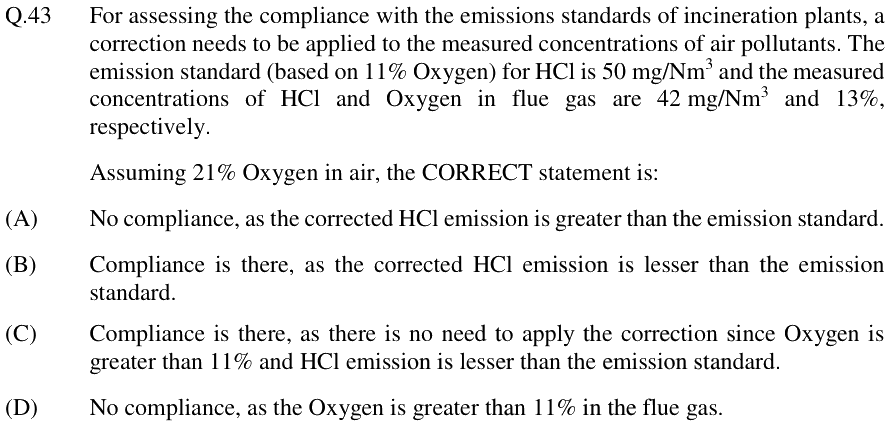 Q.43 For assessing the compliance with the emissions standards of incineration plants, a
correction needs to be applied to the measured concentrations of air pollutants. The
emission standard (based on 11% Oxygen) for HCl is 50 mg/Nm³ and the measured
concentrations of HCl and Oxygen in flue gas are 42 mg/Nm³ and 13%,
respectively.
Assuming 21% Oxygen in air, the CORRECT statement is:
(A) No compliance, as the corrected HCl emission is greater than the emission standard.
(B) Compliance is there, as the corrected HCl emission is lesser than the emission
standard.
(C) Compliance is there, as there is no need to apply the correction since Oxygen is
greater than 11% and HCl emission is lesser than the emission standard.
(D) No compliance, as the Oxygen is greater than 11% in the flue gas.